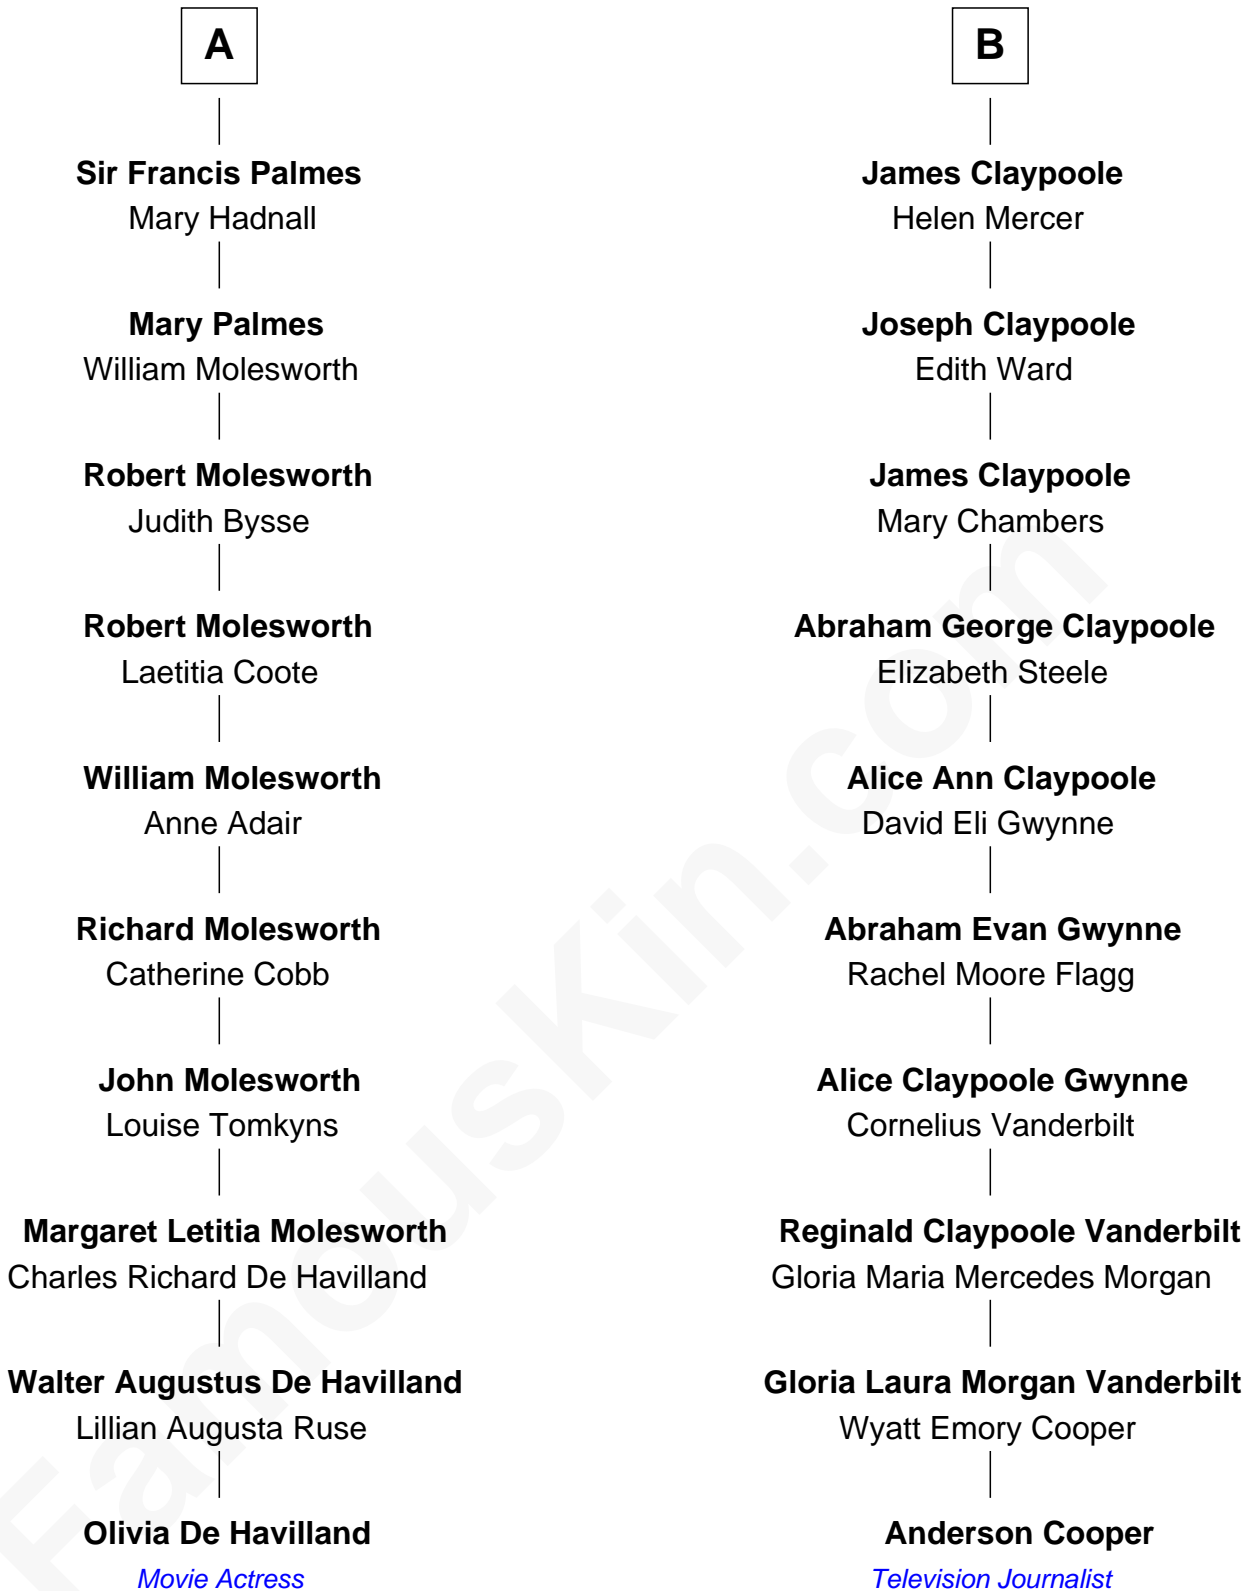 A
Sir Francis Palmes
Mary Hadnall
Mary Palmes
William Molesworth
Robert Molesworth
Judith Bysse
Robert Molesworth
Laetitia Coote
William Molesworth
Anne Adair
Richard Molesworth
Catherine Cobb
John Molesworth
Louise Tomkyns
Margaret Letitia Molesworth
Charles Richard De Havilland
Walter Augustus De Havilland
Lillian Augusta Ruse
Olivia De Havilland
Movie Actress
B
James Claypoole
Helen Mercer
Joseph Claypoole
Edith Ward
James Claypoole
Mary Chambers
Abraham George Claypoole
Elizabeth Steele
Alice Ann Claypoole
David Eli Gwynne
Abraham Evan Gwynne
Rachel Moore Flagg
Alice Claypoole Gwynne
Cornelius Vanderbilt
Reginald Claypoole Vanderbilt
Gloria Maria Mercedes Morgan
Gloria Laura Morgan Vanderbilt
Wyatt Emory Cooper
Anderson Cooper
Television Journalist
FamousKin.com